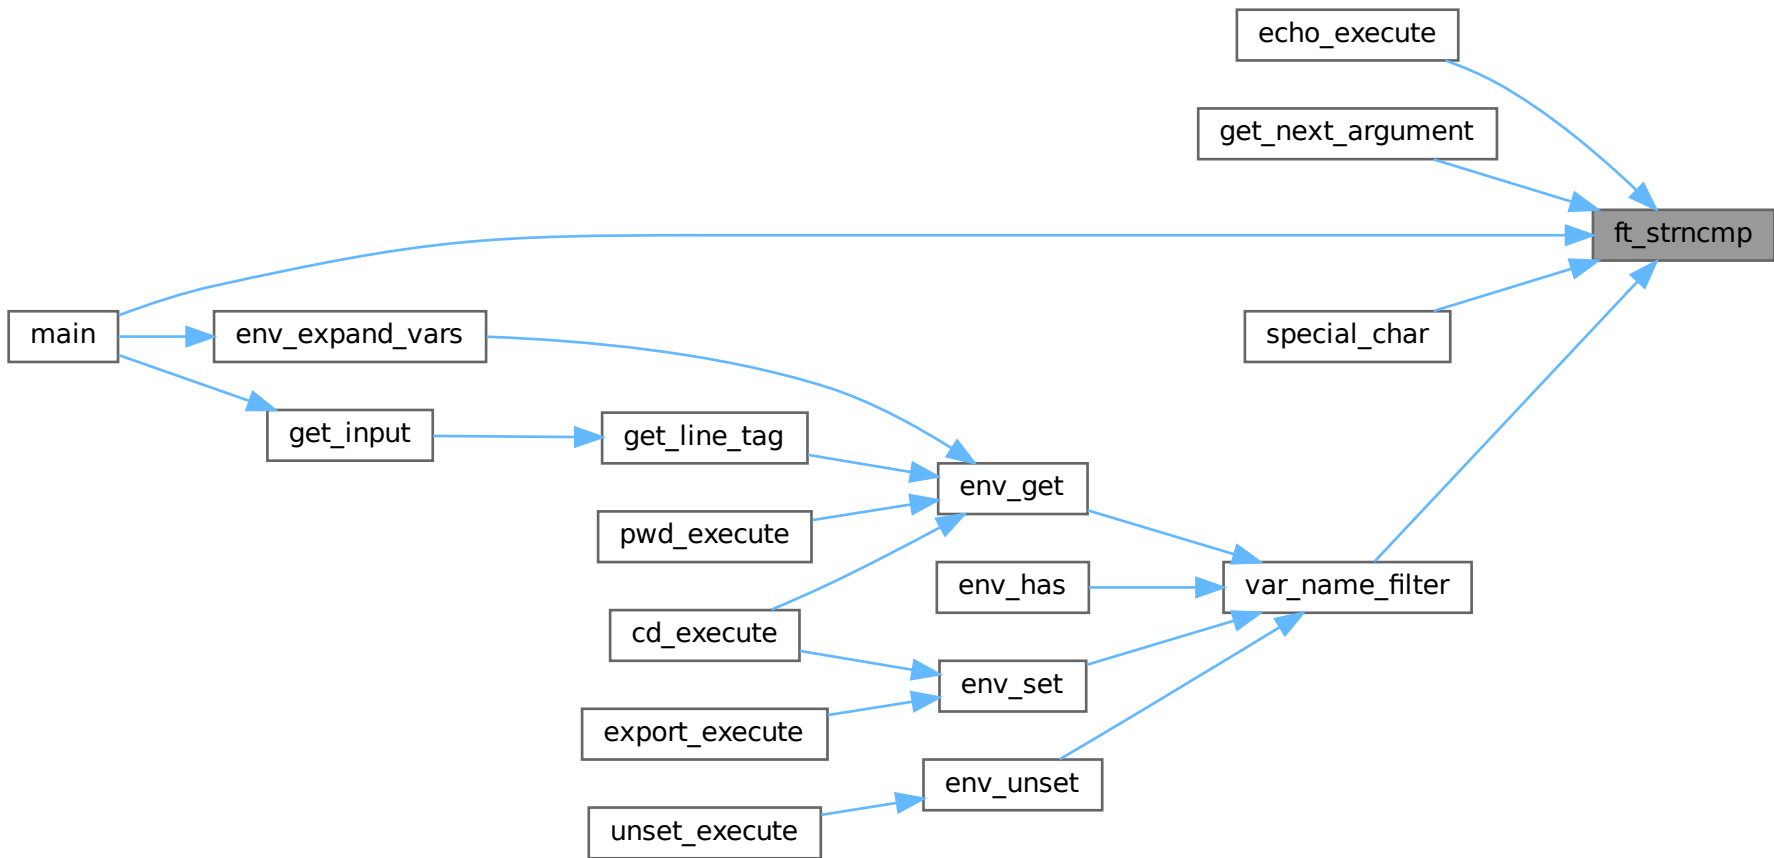 echo_execute
get_next_argument
ft_strncmp
main
env_expand_vars
special_char
get_input
get_line_tag
env_get
pwd_execute
env_has
var_name_filter
cd_execute
env_set
export_execute
env_unset
unset_execute